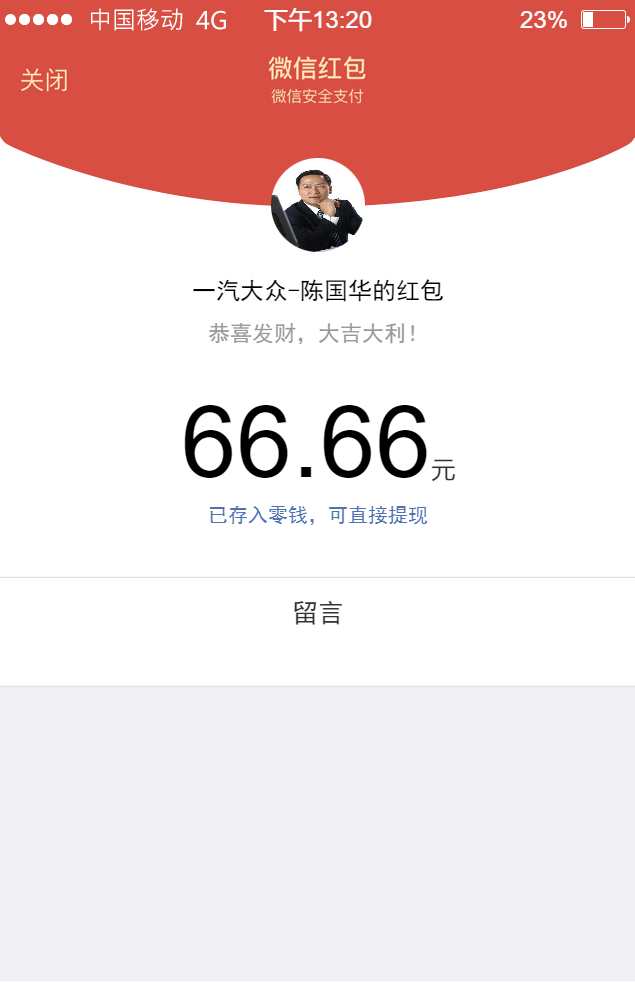 中国移动 4G 下午13:20 23%
关闭
微信红包
微信安全支付
一汽大众-陈国华的红包
恭喜发财，大吉大利！
66.66元
已存入零钱，可直接提现
留言